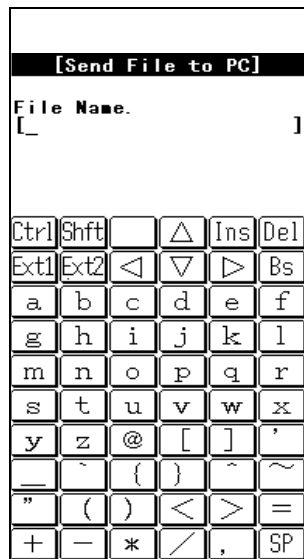 [Send File to PC]
File Name.
[_ ]
Ctrl Shft △ Ins Del
Ext1 Ext2 ◁ ▽ ▷ Bs
a b c d e f
g h i j k l
m n o p q r
s t u v w x
y z @ [ ] '
_ ` { } ^ ~
" ( ) < > =
+ - * / , SP